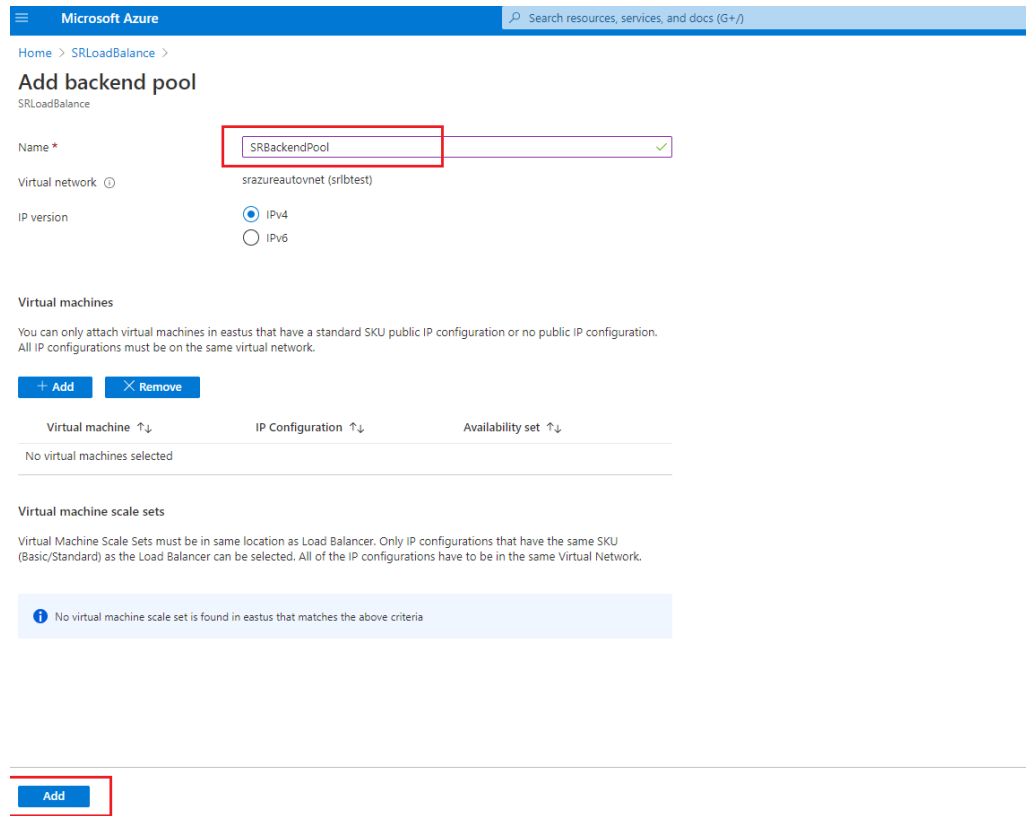 Microsoft Azure
Search resources, services, and docs (G+/)
Home > SRLoadBalance >
Add backend pool
SRLoadBalance
Name *
SRBackendPool
Virtual network
srazureautovnet (srlbtest)
IP version
IPv4
IPv6
Virtual machines
You can only attach virtual machines in eastus that have a standard SKU public IP configuration or no public IP configuration.
All IP configurations must be on the same virtual network.
+ Add
× Remove
Virtual machine ↑↓ IP Configuration ↑↓ Availability set ↑↓
No virtual machines selected
Virtual machine scale sets
Virtual Machine Scale Sets must be in same location as Load Balancer. Only IP configurations that have the same SKU
(Basic/Standard) as the Load Balancer can be selected. All of the IP configurations have to be in the same Virtual Network.
No virtual machine scale set is found in eastus that matches the above criteria
Add